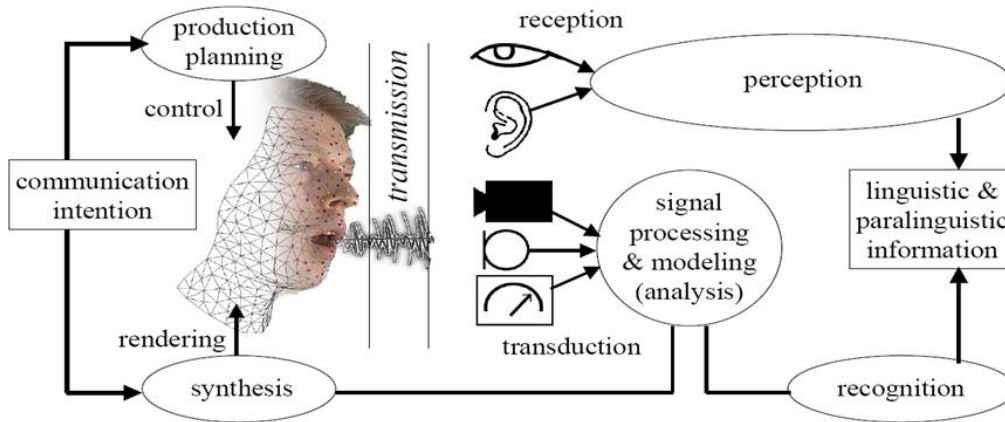 production
planning
control
communication
intention
rendering
synthesis
transmission
reception
perception
signal
processing
& modeling
(analysis)
transduction
linguistic &
paralinguistic
information
recognition